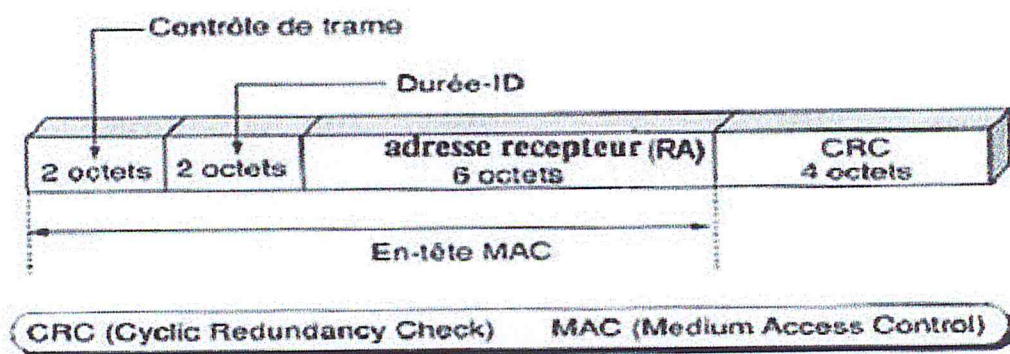 Contrôle de trame
Durée-ID
2 octets 2 octets adresse recepteur (RA) 6 octets CRC 4 octets
En-tête MAC
CRC (Cyclic Redundancy Check) MAC (Medium Access Control)